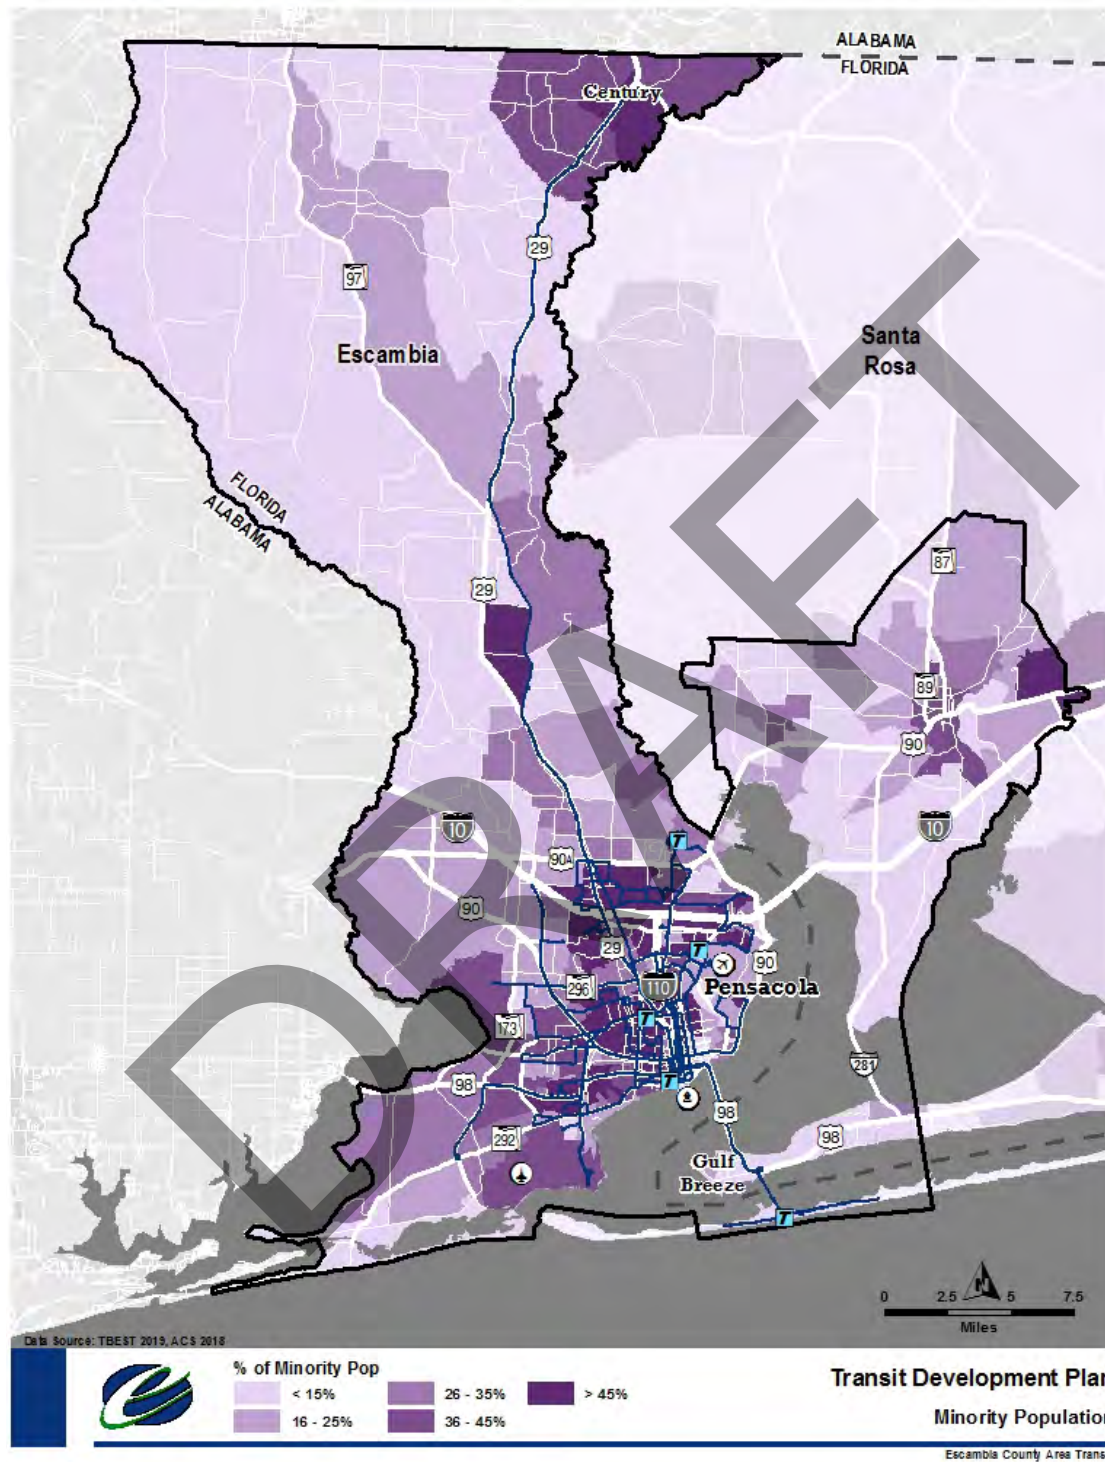 ALABAMA
FLORIDA
Century
29
97
Santa
Rosa
Escambia
FLORIDA
ALABAMA
87
29
89
90
10
10
T
90A
90
29
T
90
296
110
Pensacola
173
T
281
98
T
98
98
292
Gulf
Breeze
T
N
0 2.5 5 7.5
Miles
DRAFT
Data Source: TBEST 2019, ACS 2018
% of Minority Pop
< 15%
26 - 35%
> 45%
16 - 25%
36 - 45%
Transit Development Plan
Minority Population
Escambia County Area Trans